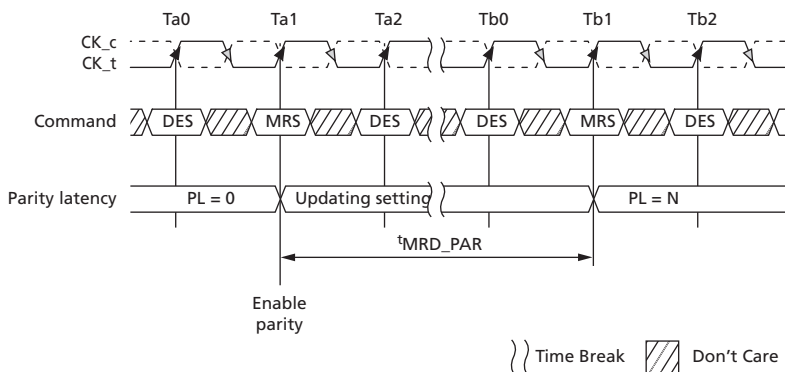 Ta0 Ta1 Ta2 Tb0 Tb1 Tb2
CK_c
CK_t
Command DES MRS DES DES MRS DES
Parity latency PL = 0 Updating setting PL = N
tMRD_PAR
Enable
parity
Time Break Don't Care